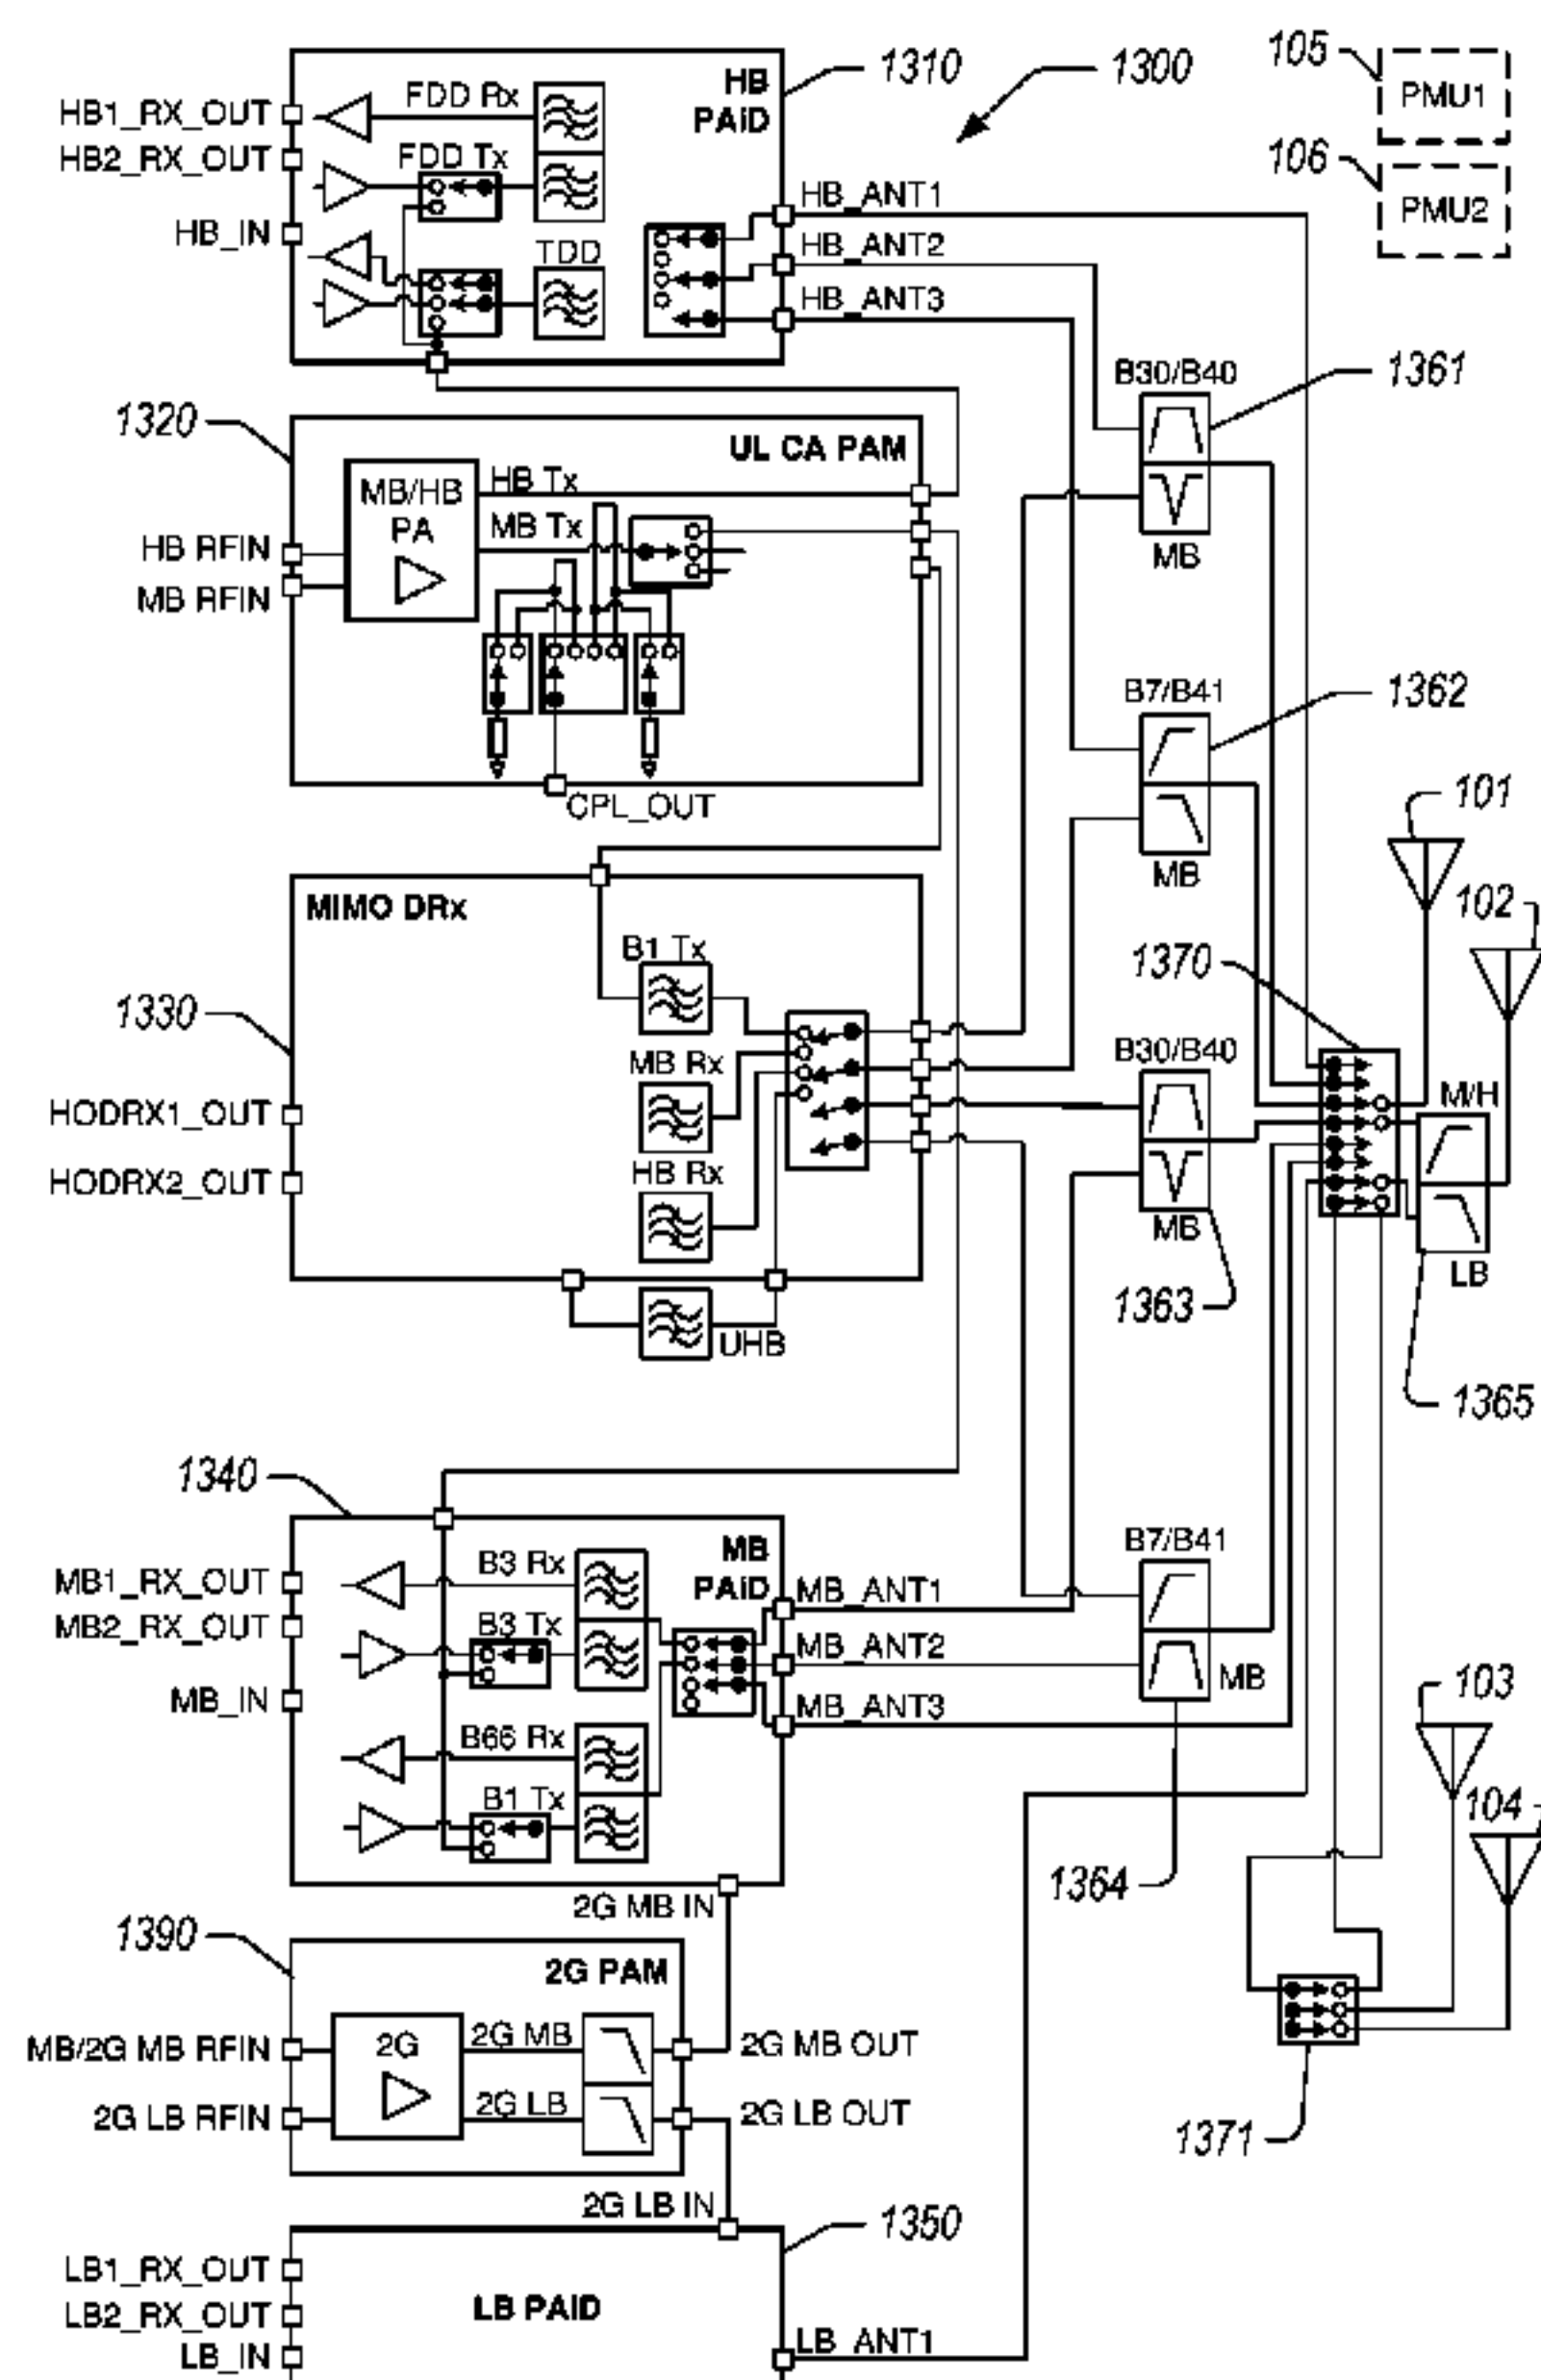 1310
1300
105
PMU1
106
PMU2
HB
PAiD
FDD Rx
HB1_RX_OUT
FDD Tx
HB2_RX_OUT
HB_IN
TDD
HB_ANT1
HB_ANT2
HB_ANT3
B30/B40
1361
MB
1320
UL CA PAM
MB/HB
PA
HB Tx
MB Tx
HB RFIN
MB RFIN
CPL_OUT
B7/B41
1362
MB
101
102
MIMO DRx
B1 Tx
1330
MB Rx
HB Rx
HODRX1_OUT
HODRX2_OUT
UHB
B30/B40
MB
1363
1370
M/H
LB
1365
1340
MB
PAiD
B3 Rx
MB1_RX_OUT
B3 Tx
MB2_RX_OUT
MB_IN
B66 Rx
B1 Tx
MB_ANT1
MB_ANT2
MB_ANT3
B7/B41
MB
1364
103
104
2G MB IN
1390
2G PAM
2G
2G MB
2G LB
MB/2G MB RFIN
2G LB RFIN
2G MB OUT
2G LB OUT
1371
2G LB IN
1350
LB1_RX_OUT
LB PAiD
LB2_RX_OUT
LB_IN
LB_ANT1